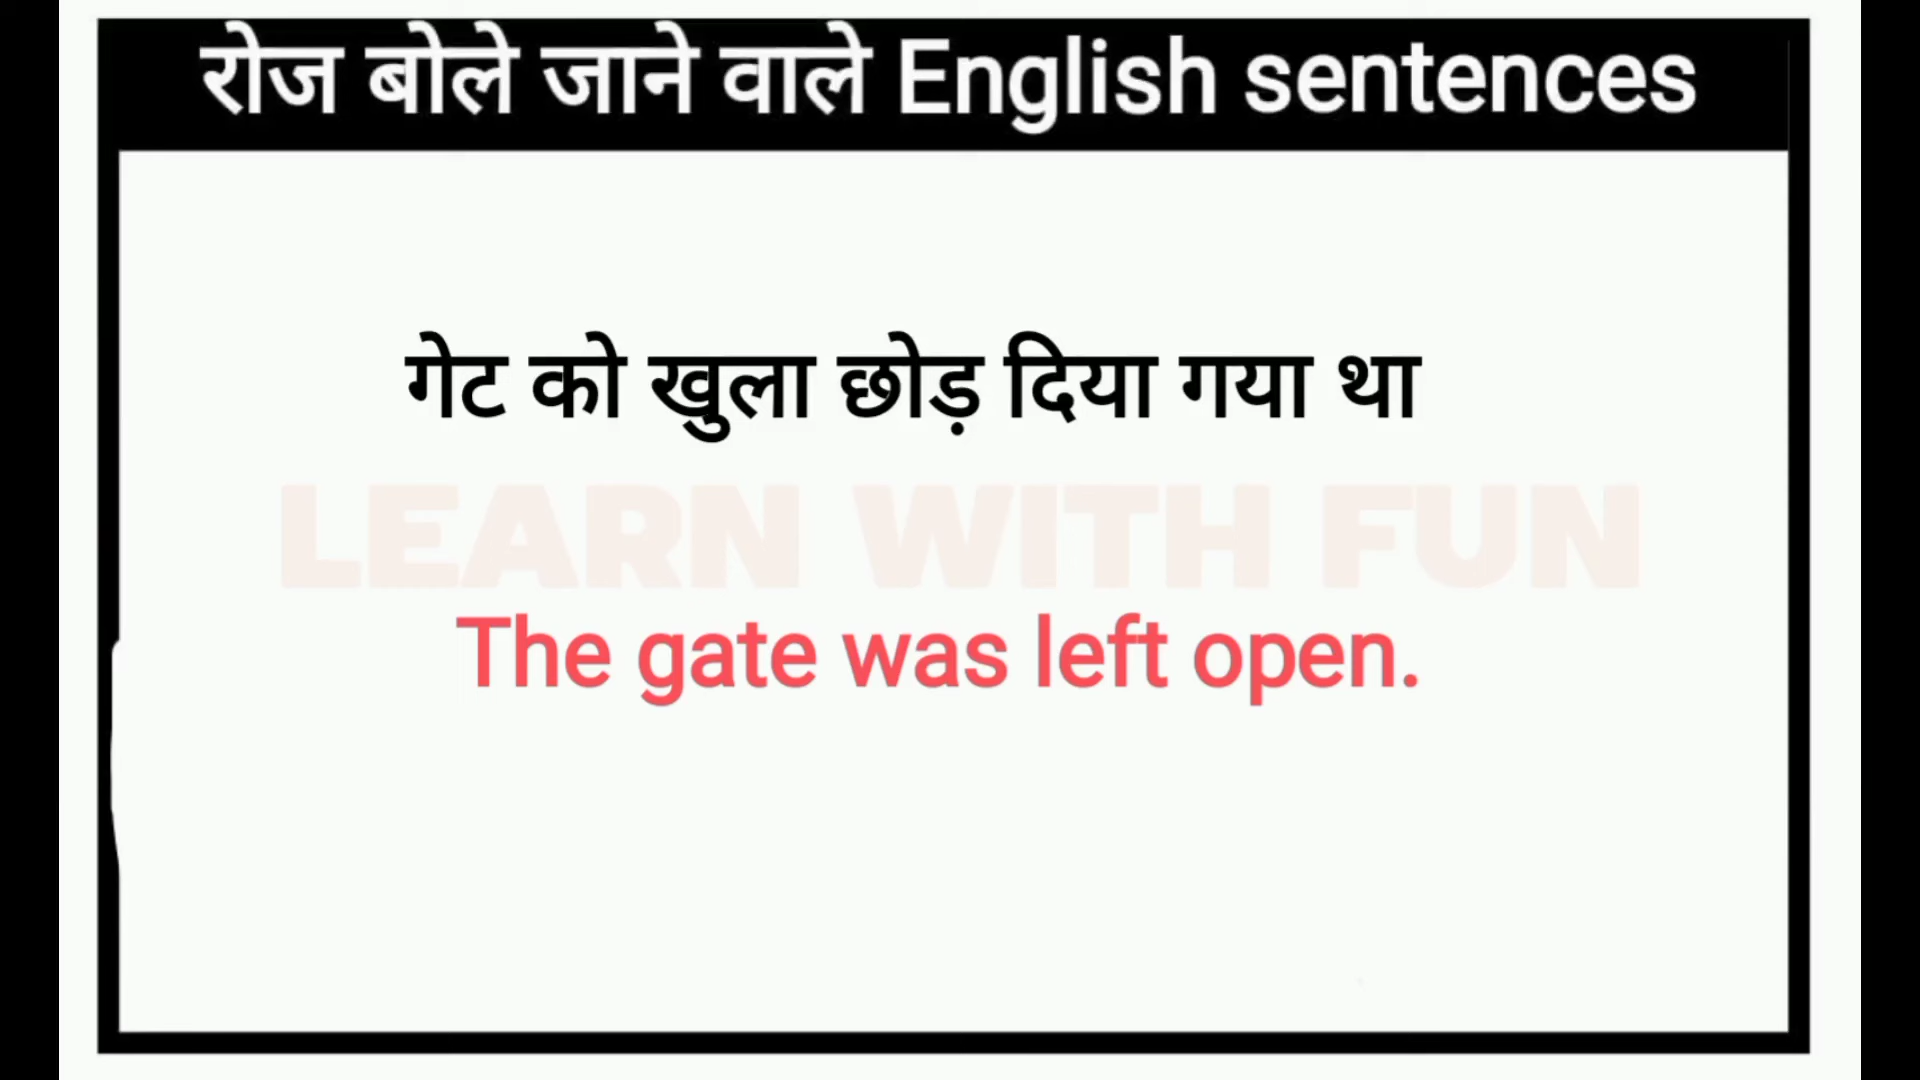 रोज बोले जाने वाले English sentences
गेट को खुला छोड़ दिया गया था
LEARN WITH FUN
The gate was left open.